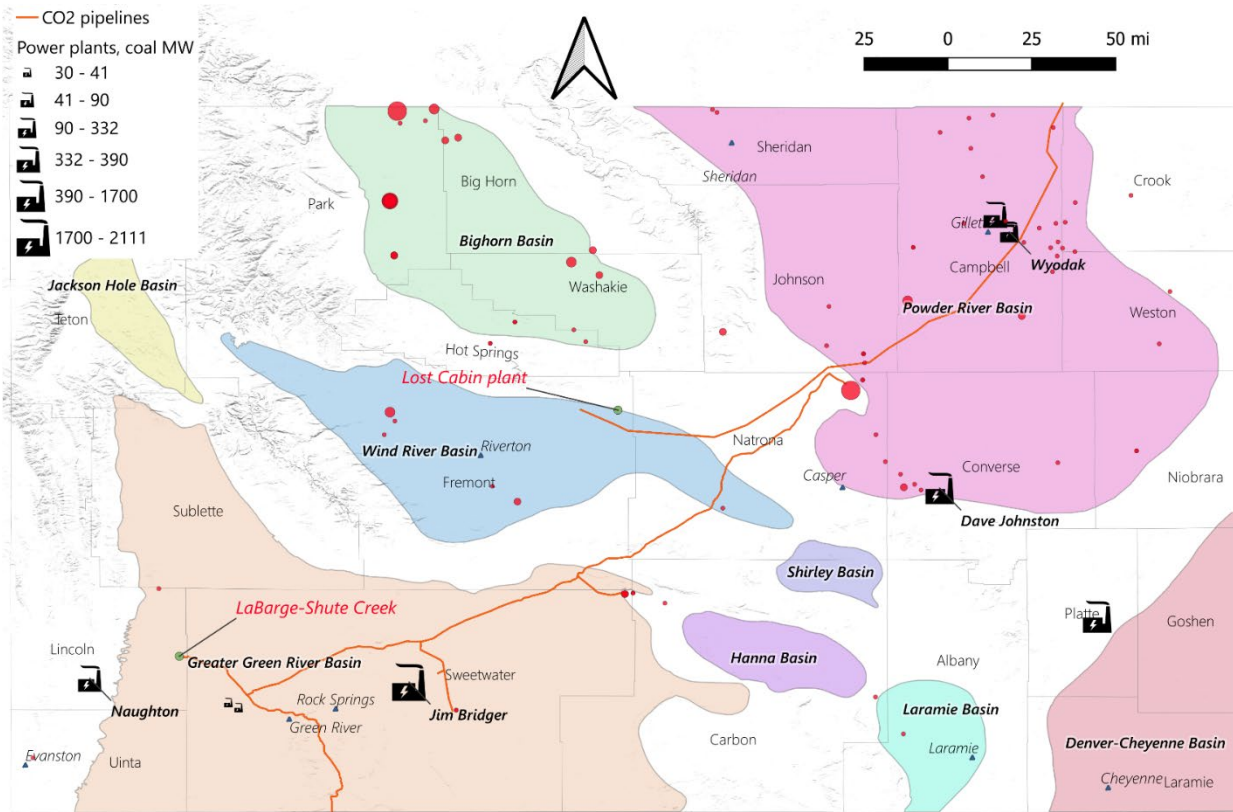 CO2 pipelines
Power plants, coal MW
30 - 41
41 - 90
90 - 332
332 - 390
390 - 1700
1700 - 2111
25 0 25 50 mi
Sheridan
Sheridan
Big Horn
Park
Crook
Bighorn Basin
Campbell
Wyodak
Jackson Hole Basin
Teton
Washakie
Johnson
Powder River Basin
Weston
Hot Springs
Lost Cabin plant
Natrona
Wind River Basin
Riverton
Fremont
Casper
Converse
Niobrara
Sublette
Dave Johnston
Shirley Basin
LaBarge-Shute Creek
Platte
Goshen
Lincoln
Greater Green River Basin
Hanna Basin
Albany
Sweetwater
Naughton
Rock Springs
Green River
Jim Bridger
Laramie Basin
Carbon
Denver-Cheyenne Basin
Evanston
Uinta
Laramie
Cheyenne
Laramie